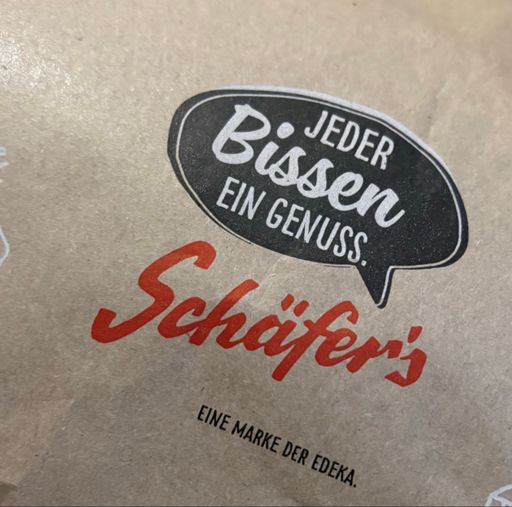 JEDER
Bissen
EIN GENUSS.
Schäfer's
EINE MARKE DER EDEKA.